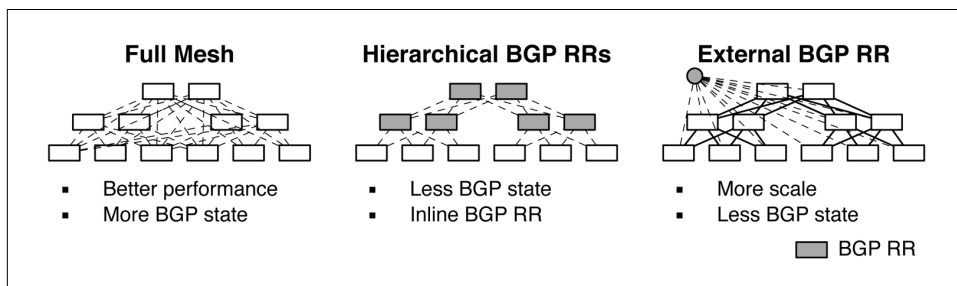 Full Mesh
▪ Better performance
▪ More BGP state
Hierarchical BGP RRs
▪ Less BGP state
▪ Inline BGP RR
External BGP RR
▪ More scale
▪ Less BGP state
BGP RR